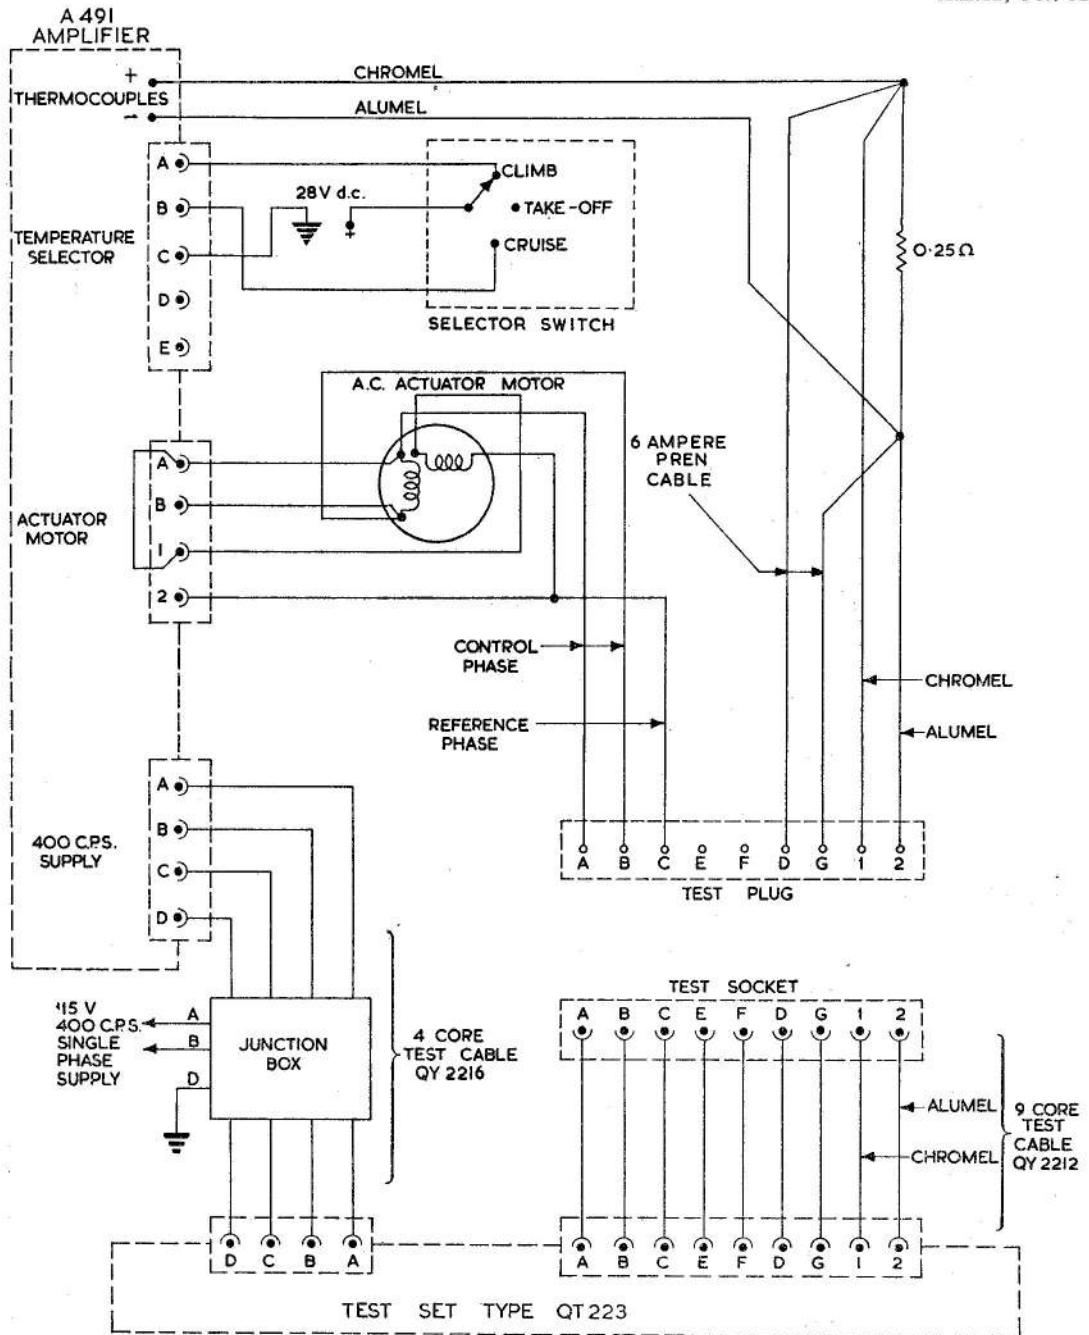 A 491
AMPLIFIER
+
THERMOCOUPLES
-
CHROMEL
ALUMEL
A
B
C
D
E
TEMPERATURE
SELECTOR
28V d.c.
+
CLIMB
TAKE-OFF
CRUISE
SELECTOR SWITCH
0·25Ω
A.C. ACTUATOR MOTOR
A
B
1
2
ACTUATOR
MOTOR
6 AMPERE
PREN
CABLE
CONTROL
PHASE
REFERENCE
PHASE
CHROMEL
ALUMEL
A
B
C
D
400 C.P.S.
SUPPLY
A B C E F D G 1 2
TEST PLUG
115 V
400 C.P.S.
SINGLE
PHASE
SUPPLY
A
B
D
JUNCTION
BOX
4 CORE
TEST CABLE
QY 2216
TEST SOCKET
A B C E F D G 1 2
ALUMEL
CHROMEL
9 CORE
TEST
CABLE
QY 2212
D C B A
A B C E F D G 1 2
TEST SET TYPE QT223